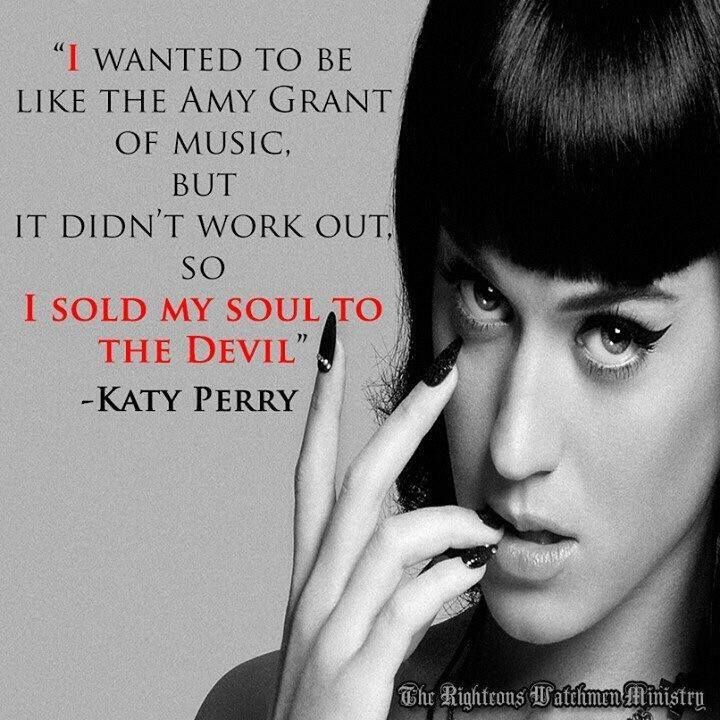 “I WANTED TO BE
LIKE THE AMY GRANT
OF MUSIC,
BUT
IT DIDN’T WORK OUT,
SO
I SOLD MY SOUL TO
THE DEVIL”
-KATY PERRY
The Righteous Watchmen Ministry